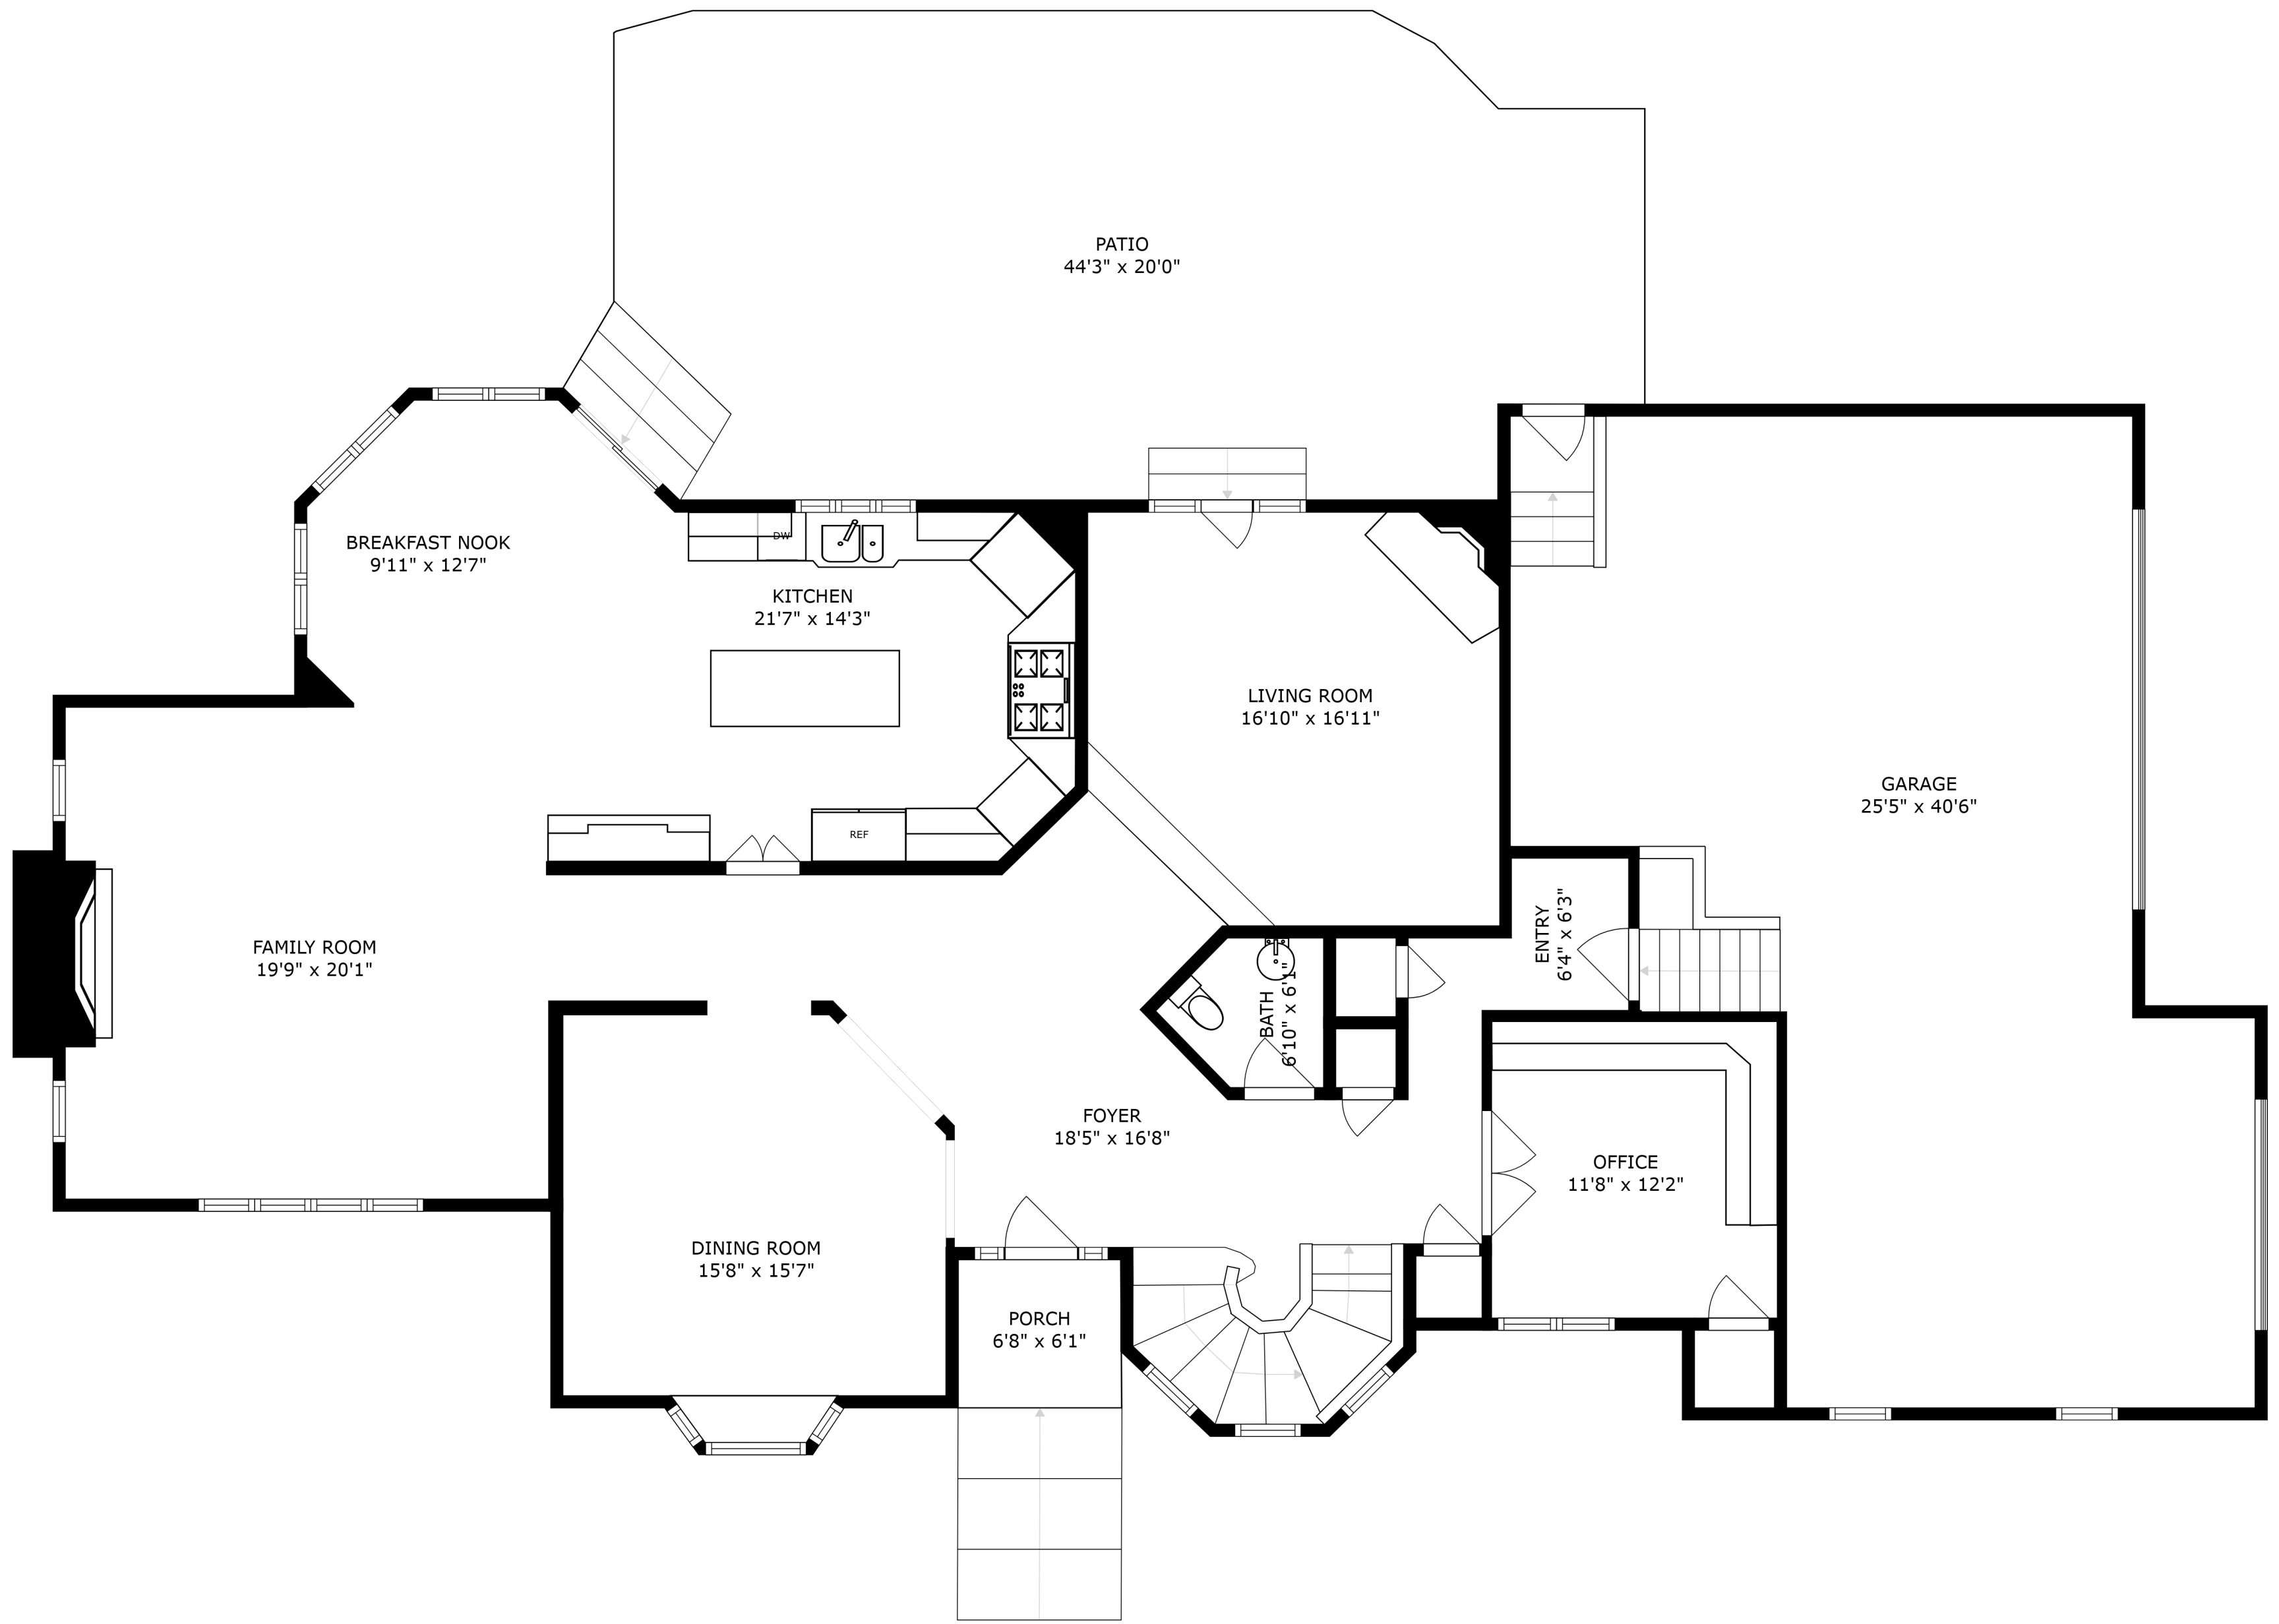 PATIO
44'3" x 20'0"
BREAKFAST NOOK
9'11" x 12'7"
DW
KITCHEN
21'7" x 14'3"
LIVING ROOM
16'10" x 16'11"
GARAGE
25'5" x 40'6"
REF
FAMILY ROOM
19'9" x 20'1"
ENTRY
6'4" x 6'3"
BATH
6'10" x 6'1"
FOYER
18'5" x 16'8"
OFFICE
11'8" x 12'2"
DINING ROOM
15'8" x 15'7"
PORCH
6'8" x 6'1"